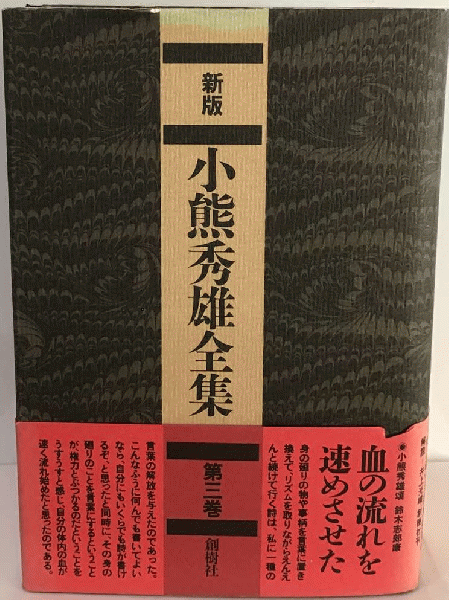 新版
小熊秀雄全集
第三巻
創樹社
血の流れを
速めさせた
●小熊秀雄頌 鈴木志郎康
身の廻りの物や事柄を言葉に置き
換えて、リズムを取りながらえんえ
んと続けて行く詩は、私に一種の
言葉の解放を与えたのであった。
こんなふうに何んでも書いてよい
なら、自分にもいくらでも詩が書け
るぞ、と思ったと同時に、その身の
廻りのことを言葉にするということ
が、権力とぶつかるのだということを
うすうすと感じ、自分の体内の血が
速く流れ始めたと思ったのである。